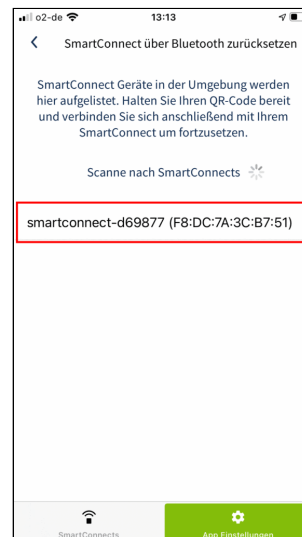 o2-de 13:13
SmartConnect über Bluetooth zurücksetzen
SmartConnect Geräte in der Umgebung werden
hier aufgelistet. Halten Sie Ihren QR-Code bereit
und verbinden Sie sich anschließend mit Ihrem
SmartConnect um fortzusetzen.
Scanne nach SmartConnects
smartconnect-d69877 (F8:DC:7A:3C:B7:51)
SmartConnects App Einstellungen